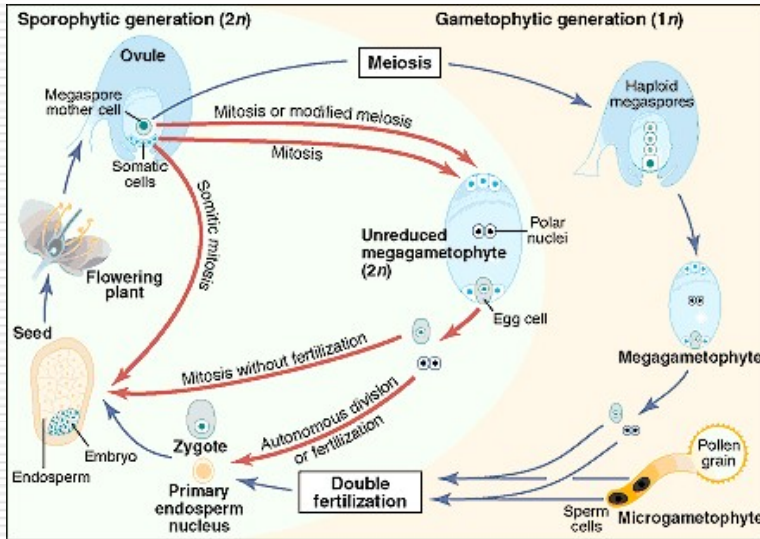 Sporophytic generation (2n)
Gametophytic generation (1n)
Ovule
Meiosis
Megaspore
mother cell
Haploid
megaspores
Mitosis or modified meiosis
Mitosis
Somatic
cells
Somitic mitosis
Polar
nuclei
Unreduced
megagametophyte
(2n)
Flowering
plant
Egg cell
Seed
Mitosis without fertilization
Megagametophyte
Autonomous division
or fertilization
Zygote
Embryo
Endosperm
Primary
endosperm
nucleus
Double
fertilization
Pollen
grain
Sperm
cells
Microgametophyte